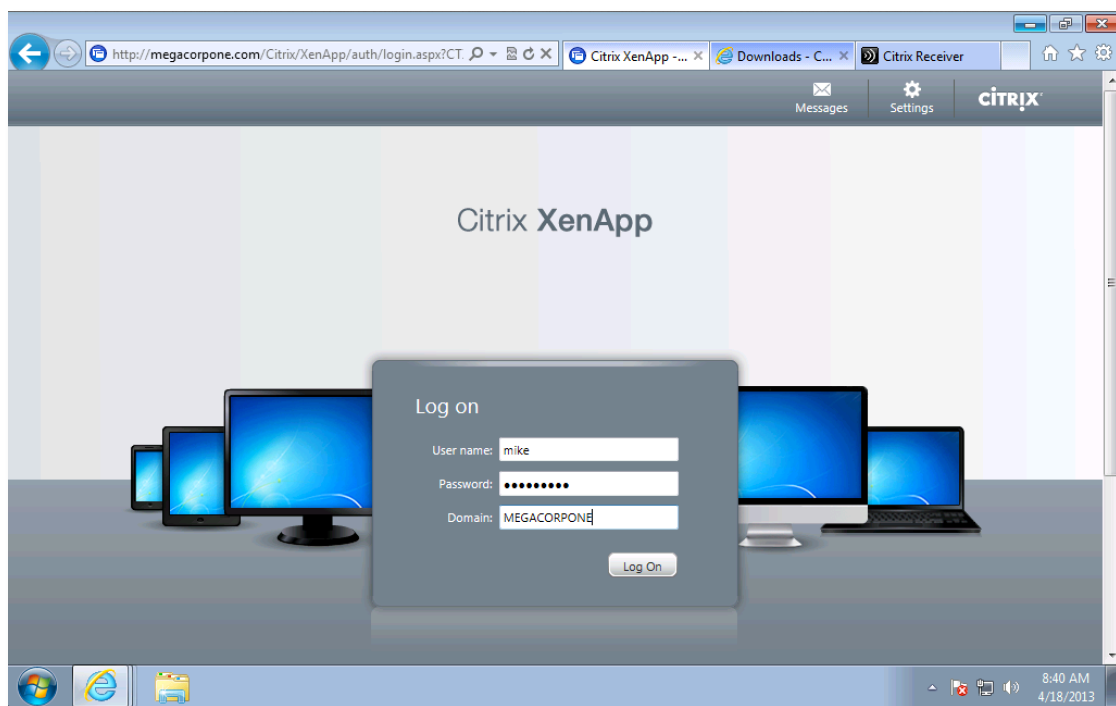 http://megacorpone.com/Citrix/XenApp/auth/login.aspx?CT.
Citrix XenApp -...
Downloads - C...
Citrix Receiver
Messages
Settings
CITRIX
Citrix XenApp
Log on
User name: mike
Password: •••••••••
Domain: MEGACORPONE
Log On
8:40 AM
4/18/2013